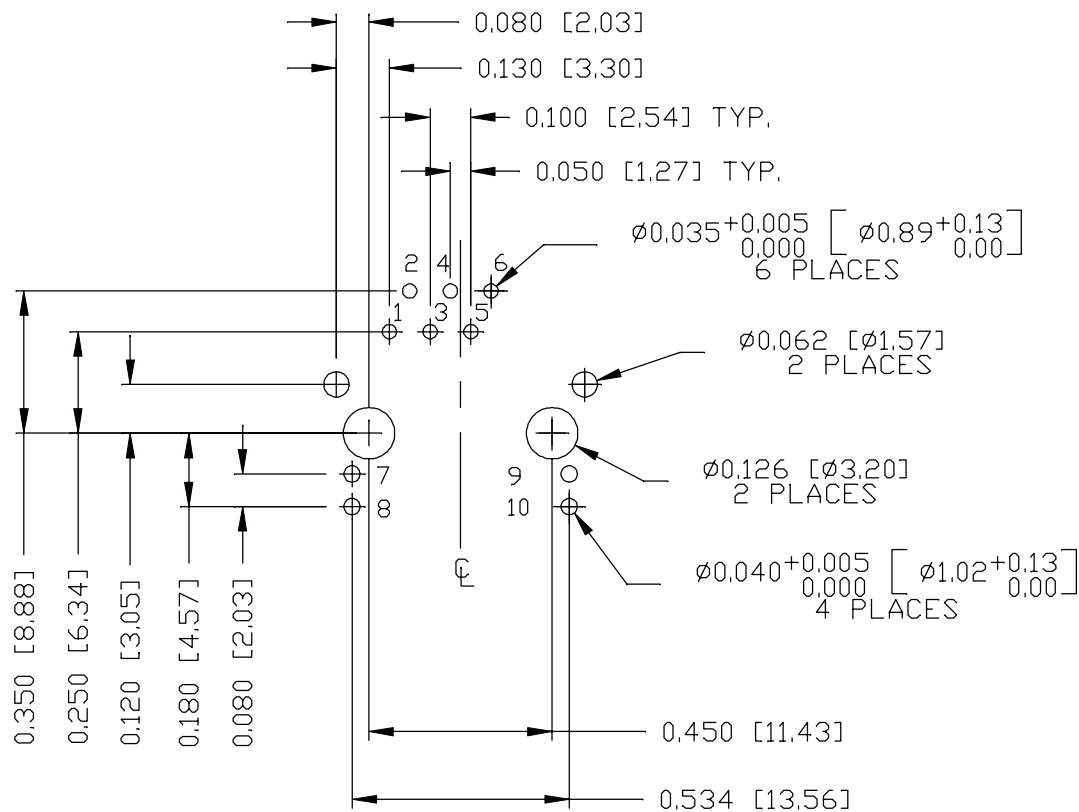 0.080 [2.03]
0.130 [3.30]
0.100 [2.54] TYP.
0.050 [1.27] TYP.
Ø0.035+0.005 0.000 [Ø0.89+0.13 0.00]
6 PLACES
2 4 6
1 3 5
Ø0.062 [Ø1.57]
2 PLACES
7 9
8 10
Ø0.126 [Ø3.20]
2 PLACES
℄
Ø0.040+0.005 0.000 [Ø1.02+0.13 0.00]
4 PLACES
0.350 [8.88]
0.250 [6.34]
0.120 [3.05]
0.180 [4.57]
0.080 [2.03]
0.450 [11.43]
0.534 [13.56]